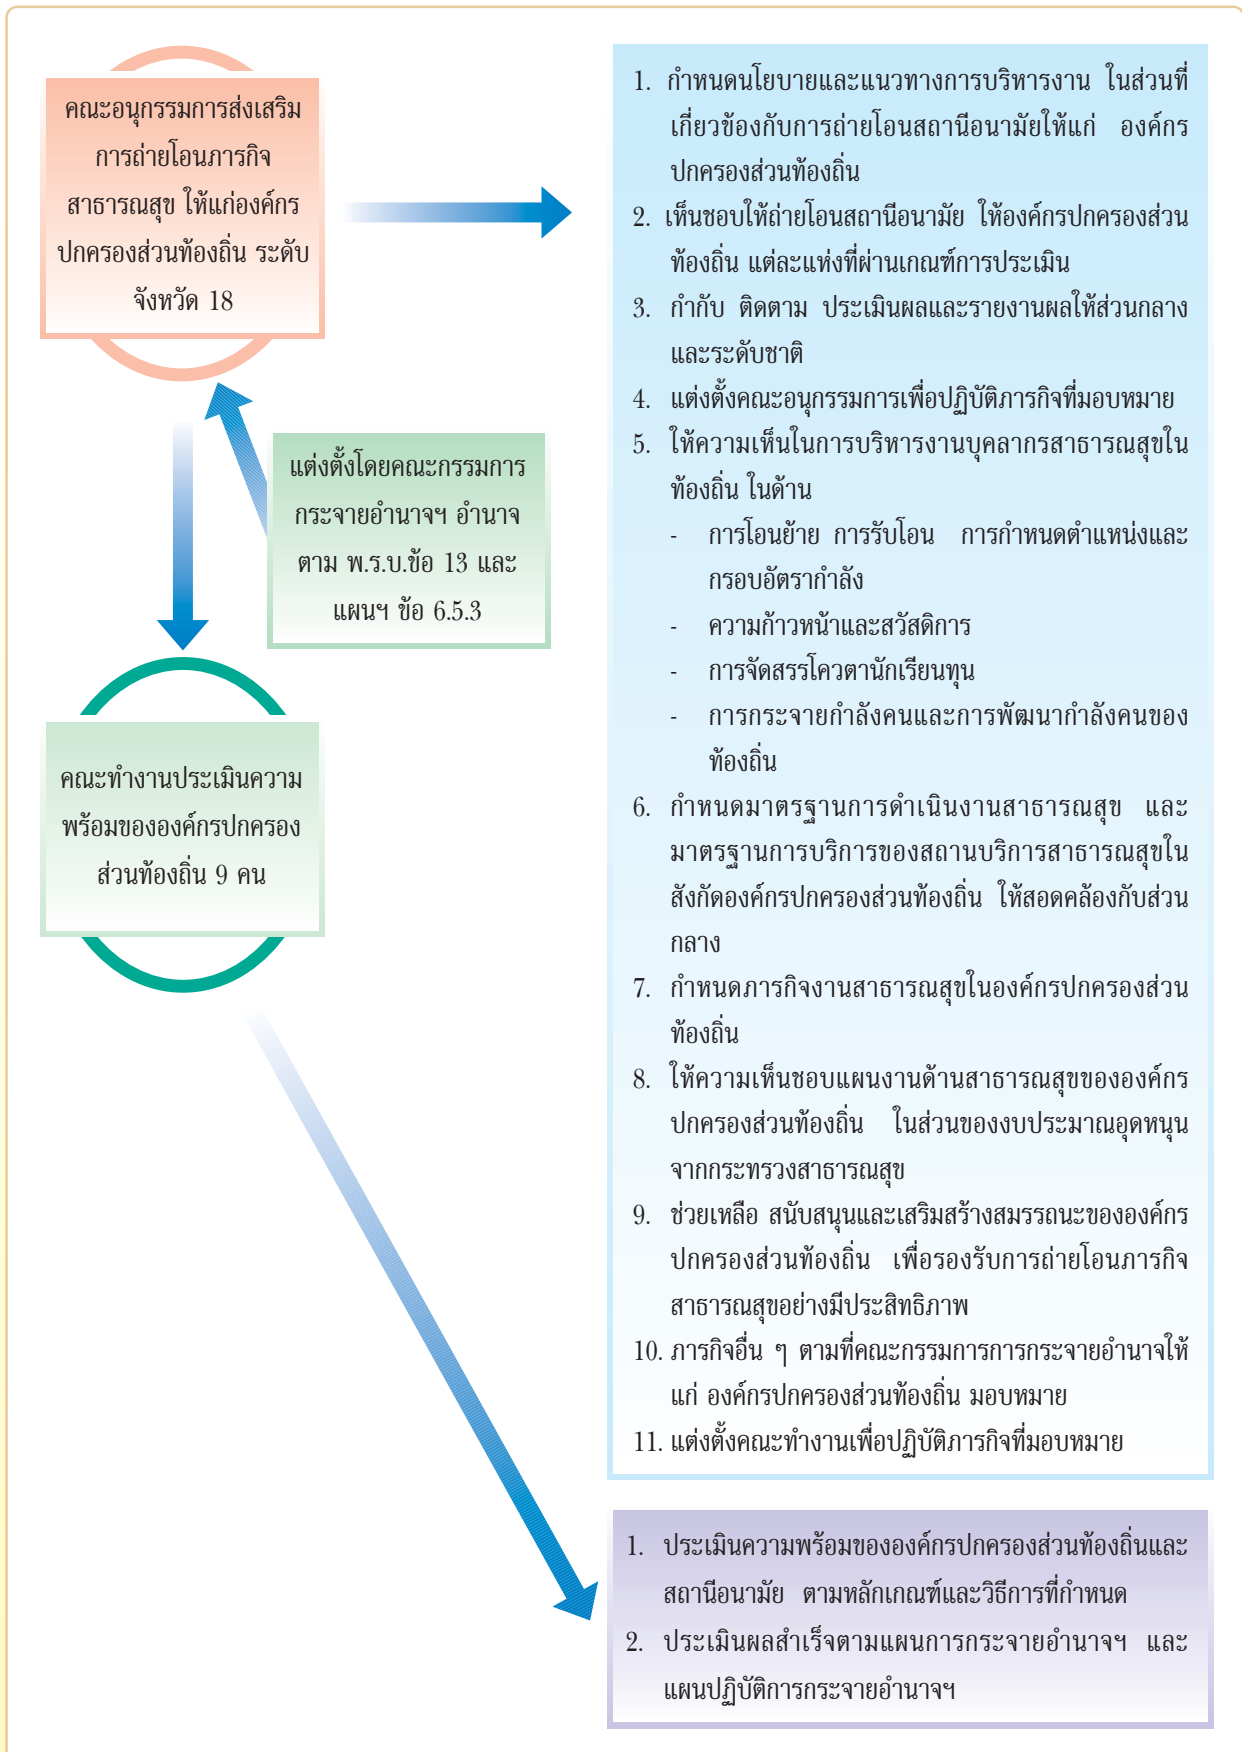 คณะอนุกรรมการส่งเสริม
การถ่ายโอนภารกิจ
สาธารณสุข ให้แก่องค์กร
ปกครองส่วนท้องถิ่น ระดับ
จังหวัด 18
แต่งตั้งโดยคณะกรรมการ
กระจายอำนาจฯ อำนาจ
ตาม พ.ร.บ.ข้อ 13 และ
แผนฯ ข้อ 6.5.3
คณะทำงานประเมินความ
พร้อมขององค์กรปกครอง
ส่วนท้องถิ่น 9 คน
1. กำหนดนโยบายและแนวทางการบริหารงาน ในส่วนที่
เกี่ยวข้องกับการถ่ายโอนสถานีอนามัยให้แก่ องค์กร
ปกครองส่วนท้องถิ่น
2. เห็นชอบให้ถ่ายโอนสถานีอนามัย ให้องค์กรปกครองส่วน
ท้องถิ่น แต่ละแห่งที่ผ่านเกณฑ์การประเมิน
3. กำกับ ติดตาม ประเมินผลและรายงานผลให้ส่วนกลาง
และระดับชาติ
4. แต่งตั้งคณะอนุกรรมการเพื่อปฏิบัติภารกิจที่มอบหมาย
5. ให้ความเห็นในการบริหารงานบุคลากรสาธารณสุขใน
ท้องถิ่น ในด้าน
- การโอนย้าย การรับโอน การกำหนดตำแหน่งและ
กรอบอัตรากำลัง
- ความก้าวหน้าและสวัสดิการ
- การจัดสรรโควตานักเรียนทุน
- การกระจายกำลังคนและการพัฒนากำลังคนของ
ท้องถิ่น
6. กำหนดมาตรฐานการดำเนินงานสาธารณสุข และ
มาตรฐานการบริการของสถานบริการสาธารณสุขใน
สังกัดองค์กรปกครองส่วนท้องถิ่น ให้สอดคล้องกับส่วน
กลาง
7. กำหนดภารกิจงานสาธารณสุขในองค์กรปกครองส่วน
ท้องถิ่น
8. ให้ความเห็นชอบแผนงานด้านสาธารณสุขขององค์กร
ปกครองส่วนท้องถิ่น ในส่วนของงบประมาณอุดหนุน
จากกระทรวงสาธารณสุข
9. ช่วยเหลือ สนับสนุนและเสริมสร้างสมรรถนะขององค์กร
ปกครองส่วนท้องถิ่น เพื่อรองรับการถ่ายโอนภารกิจ
สาธารณสุขอย่างมีประสิทธิภาพ
10. ภารกิจอื่น ๆ ตามที่คณะกรรมการการกระจายอำนาจให้
แก่ องค์กรปกครองส่วนท้องถิ่น มอบหมาย
11. แต่งตั้งคณะทำงานเพื่อปฏิบัติภารกิจที่มอบหมาย
1. ประเมินความพร้อมขององค์กรปกครองส่วนท้องถิ่นและ
สถานีอนามัย ตามหลักเกณฑ์และวิธีการที่กำหนด
2. ประเมินผลสำเร็จตามแผนการกระจายอำนาจฯ และ
แผนปฏิบัติการกระจายอำนาจฯ